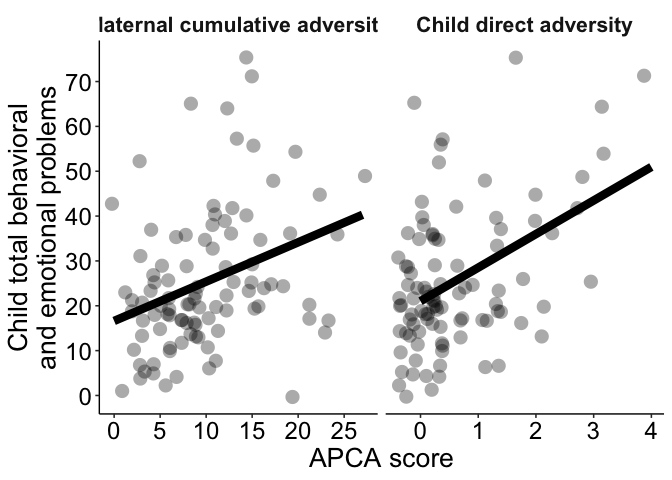 laternal cumulative adversit
Child direct adversity
Child total behavioral
and emotional problems
70
60
50
40
30
20
10
0
0 5 10 15 20 25
0 1 2 3 4
APCA score